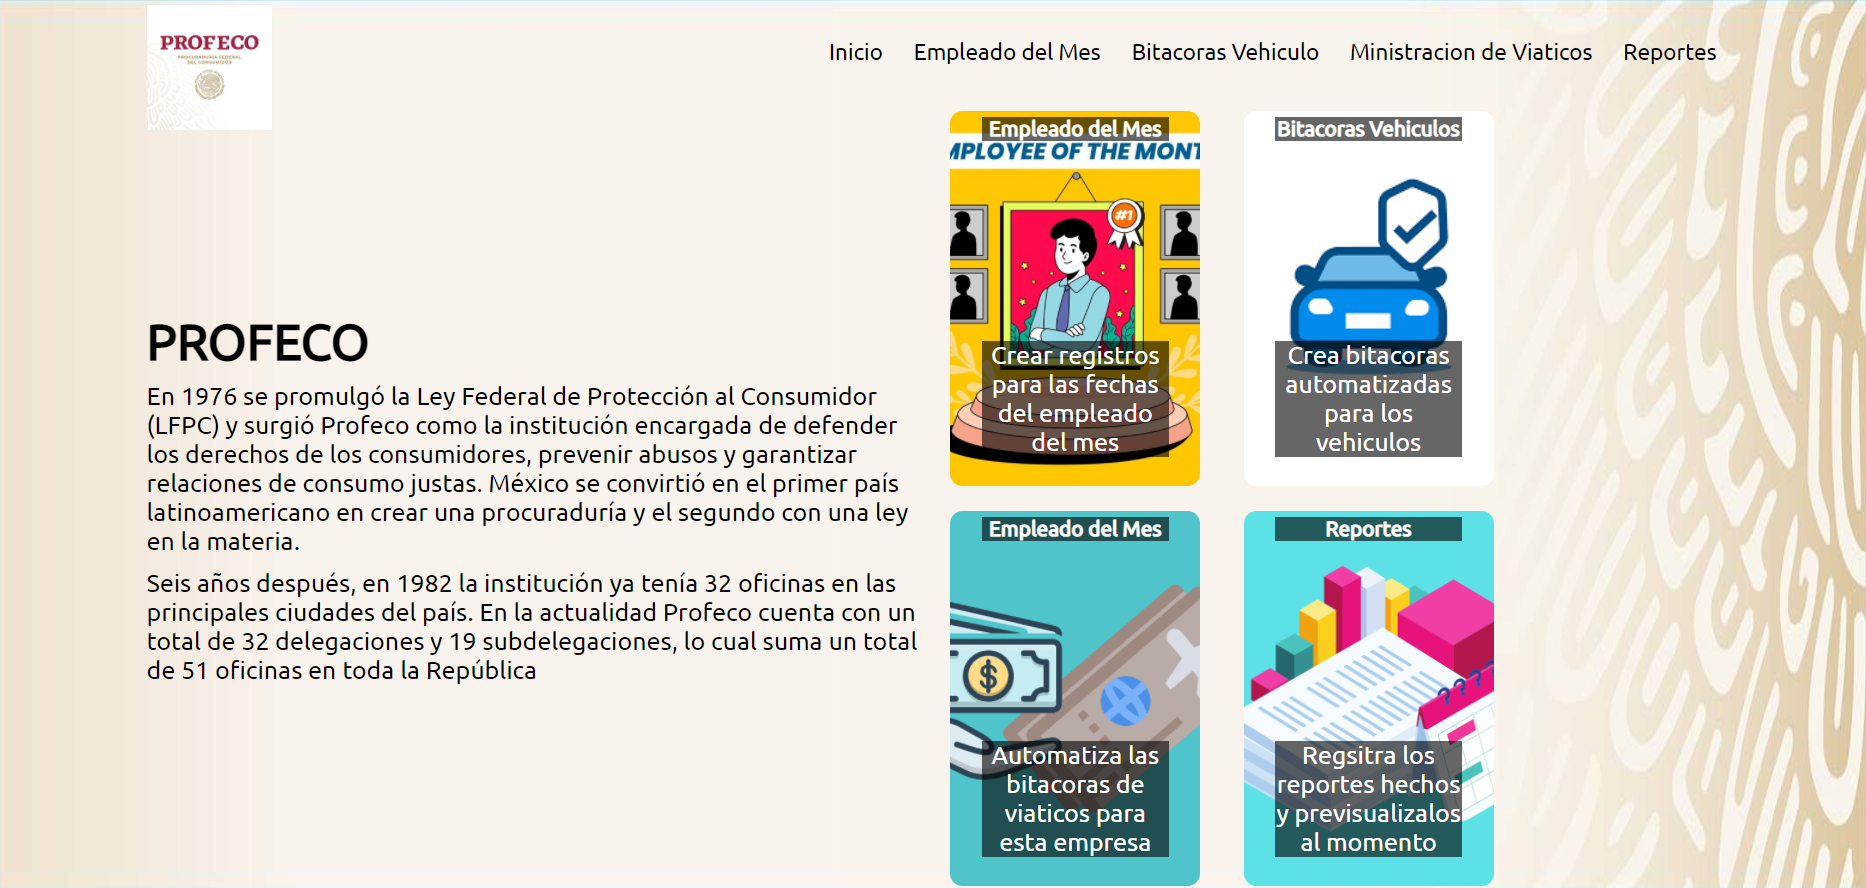 PROFECO
PROCURADURÍA FEDERAL
DEL CONSUMIDOR
Inicio
Empleado del Mes
Bitacoras Vehiculo
Ministracion de Viaticos
Reportes
PROFECO
En 1976 se promulgó la Ley Federal de Protección al Consumidor
(LFPC) y surgió Profeco como la institución encargada de defender
los derechos de los consumidores, prevenir abusos y garantizar
relaciones de consumo justas. México se convirtió en el primer país
latinoamericano en crear una procuraduría y el segundo con una ley
en la materia.
Seis años después, en 1982 la institución ya tenía 32 oficinas en las
principales ciudades del país. En la actualidad Profeco cuenta con un
total de 32 delegaciones y 19 subdelegaciones, lo cual suma un total
de 51 oficinas en toda la República
Empleado del Mes
MPLOYEE OF THE MONT
#1
Crear registros
para las fechas
del empleado
del mes
Bitacoras Vehiculos
Crea bitacoras
automatizadas
para los
vehiculos
Empleado del Mes
$
Automatiza las
bitacoras de
viaticos para
esta empresa
Reportes
????
Regsitra los
reportes hechos
y previsualizalos
al momento